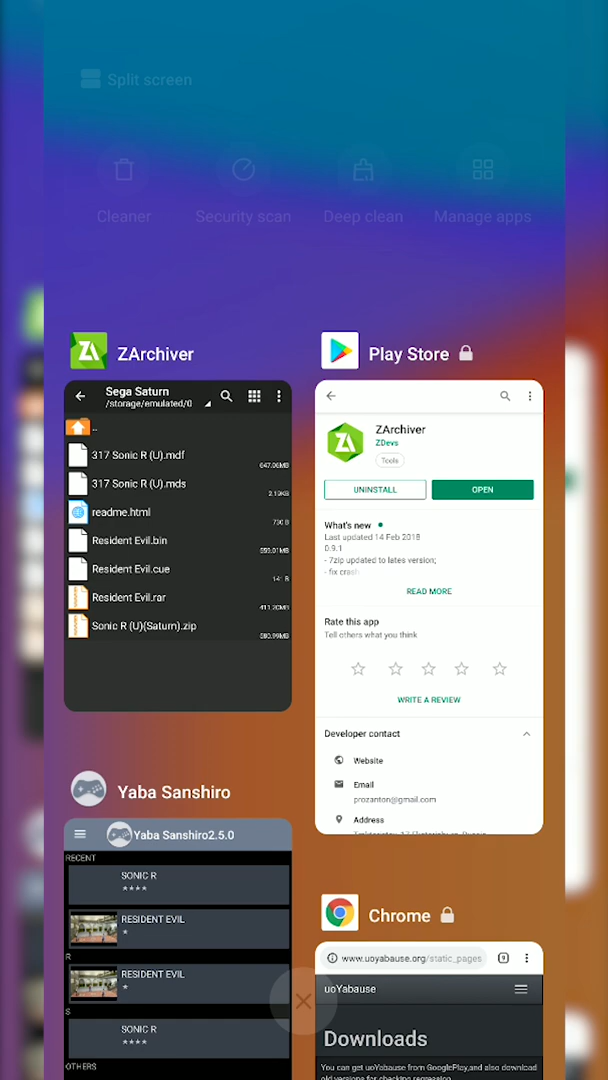 Split screen
Cleaner
Security scan
Deep clean
Manage apps
ZArchiver
Sega Saturn
/storage/emulated/0
..
317 Sonic R (U).mdf
647.06MB
317 Sonic R (U).mds
readme.html
730 B
Resident Evil.bin
559.01MB
Resident Evil.cue
141 B
Resident Evil.rar
Sonic R (U)(Saturn).zip
Play Store
ZArchiver
ZDevs
Tools
UNINSTALL
OPEN
What's new
Last updated 14 Feb 2018
0.9.1
- 7zip updated to lates version;
- fix crash
READ MORE
Rate this app
Tell others what you think
WRITE A REVIEW
Developer contact
Website
Email
prozanton@gmail.com
Address
Yaba Sanshiro
Yaba Sanshiro2.5.0
RECENT
SONIC R
****
RESIDENT EVIL
*
R
RESIDENT EVIL
*
S
SONIC R
****
OTHERS
Chrome
www.uoyabause.org/static_pages
9
uoYabause
Downloads
You can get uoYabause from GooglePlay,and also download
old versions for checking regression